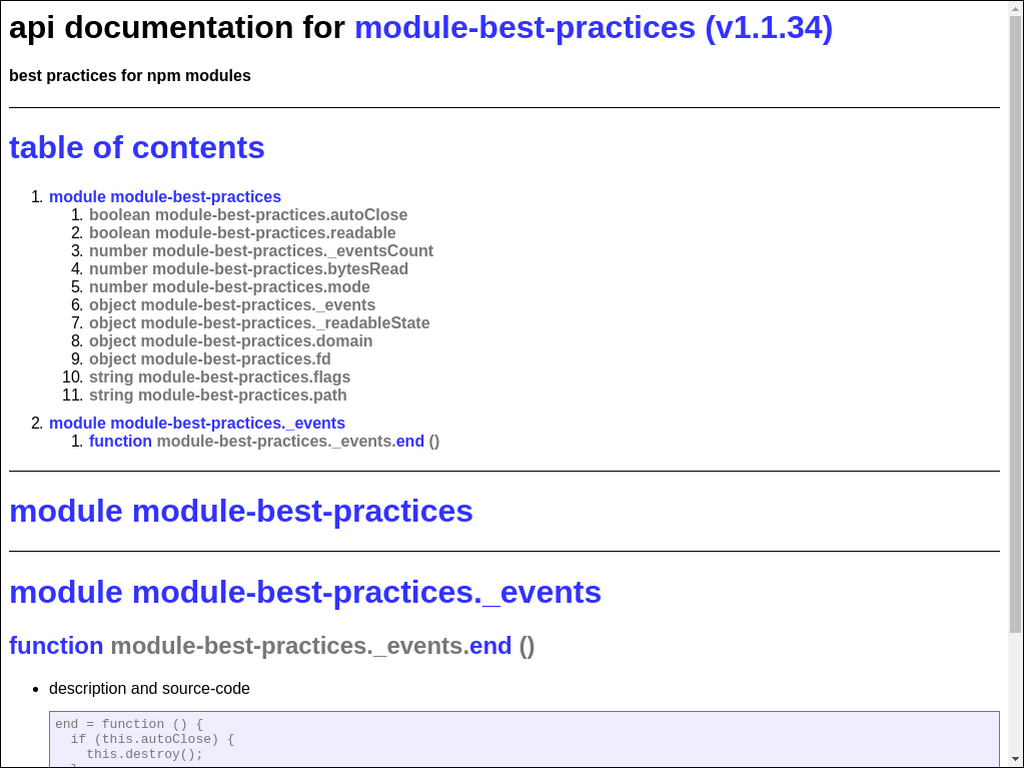 api documentation for module-best-practices (v1.1.34)
best practices for npm modules
table of contents
1. module module-best-practices
1. boolean module-best-practices.autoClose
2. boolean module-best-practices.readable
3. number module-best-practices._eventsCount
4. number module-best-practices.bytesRead
5. number module-best-practices.mode
6. object module-best-practices._events
7. object module-best-practices._readableState
8. object module-best-practices.domain
9. object module-best-practices.fd
10. string module-best-practices.flags
11. string module-best-practices.path
2. module module-best-practices._events
1. function module-best-practices._events.end ()
module module-best-practices
module module-best-practices._events
function module-best-practices._events.end ()
• description and source-code
end = function () {
  if (this.autoClose) {
    this.destroy();